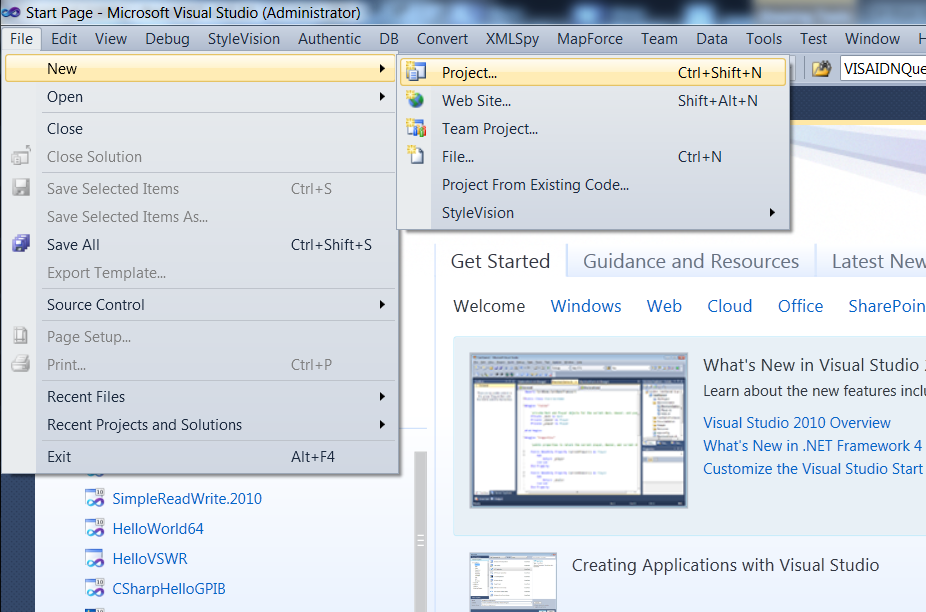 Start Page - Microsoft Visual Studio (Administrator)
File Edit View Debug StyleVision Authentic DB Convert XMLSpy MapForce Team Data Tools Test Window H
New
Open
Close
Close Solution
Save Selected Items Ctrl+S
Save Selected Items As...
Save All Ctrl+Shift+S
Export Template...
Source Control
Page Setup...
Print... Ctrl+P
Recent Files
Recent Projects and Solutions
Exit Alt+F4
Project... Ctrl+Shift+N
Web Site... Shift+Alt+N
Team Project...
File... Ctrl+N
Project From Existing Code...
StyleVision
VISAIDNQue
Get Started Guidance and Resources Latest New
Welcome Windows Web Cloud Office SharePoin
What's New in Visual Studio
Learn about the new features inclu
Visual Studio 2010 Overview
What's New in .NET Framework 4
Customize the Visual Studio Start
Creating Applications with Visual Studio
SimpleReadWrite.2010
HelloWorld64
HelloVSWR
CSharpHelloGPIB